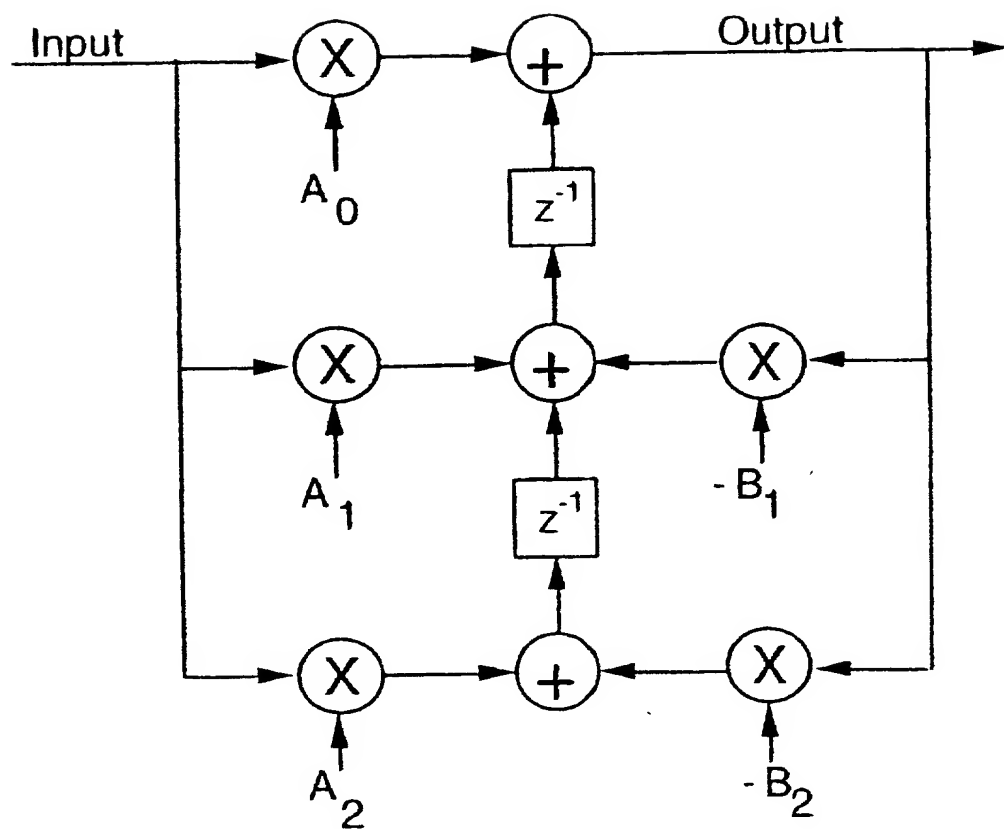 Input
Output
X
+
A₀
z⁻¹
X
+
X
A₁
- B₁
z⁻¹
X
+
X
A₂
- B₂